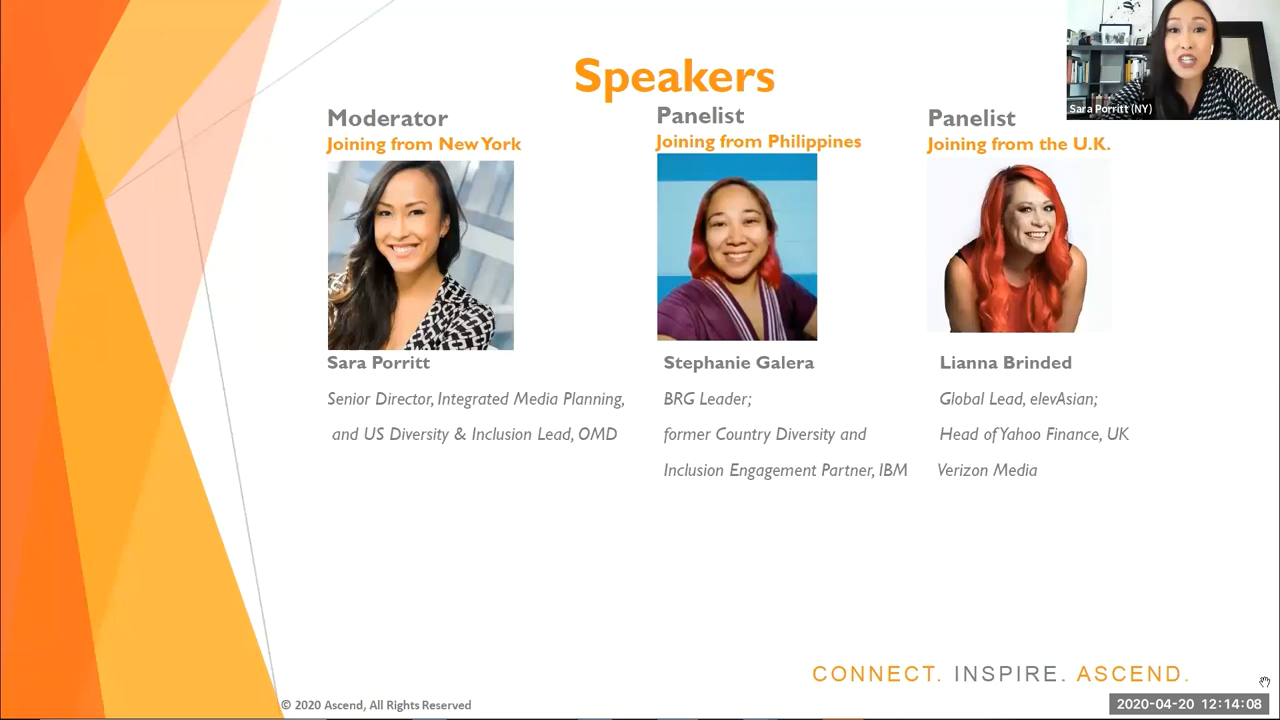 Speakers
Sara Porritt (NY)
Moderator
Joining from New York
Sara Porritt
Senior Director, Integrated Media Planning,
and US Diversity & Inclusion Lead, OMD
Panelist
Joining from Philippines
Stephanie Galera
BRG Leader;
former Country Diversity and
Inclusion Engagement Partner, IBM
Panelist
Joining from the U.K.
Lianna Brinded
Global Lead, elevAsian;
Head of Yahoo Finance, UK
Verizon Media
CONNECT. INSPIRE. ASCEND.
© 2020 Ascend, All Rights Reserved
2020-04-20 12:14:08